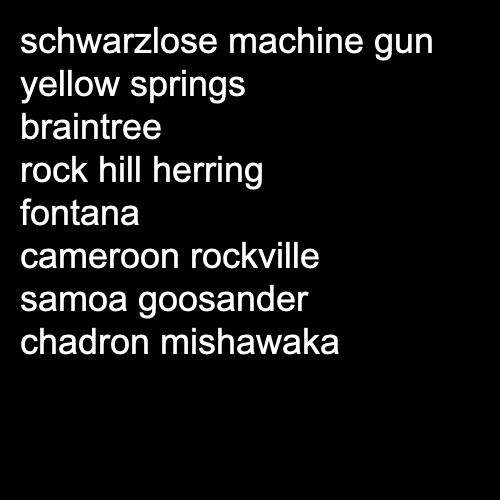 schwarzlose machine gun
yellow springs
braintree
rock hill herring
fontana
cameroon rockville
samoa goosander
chadron mishawaka